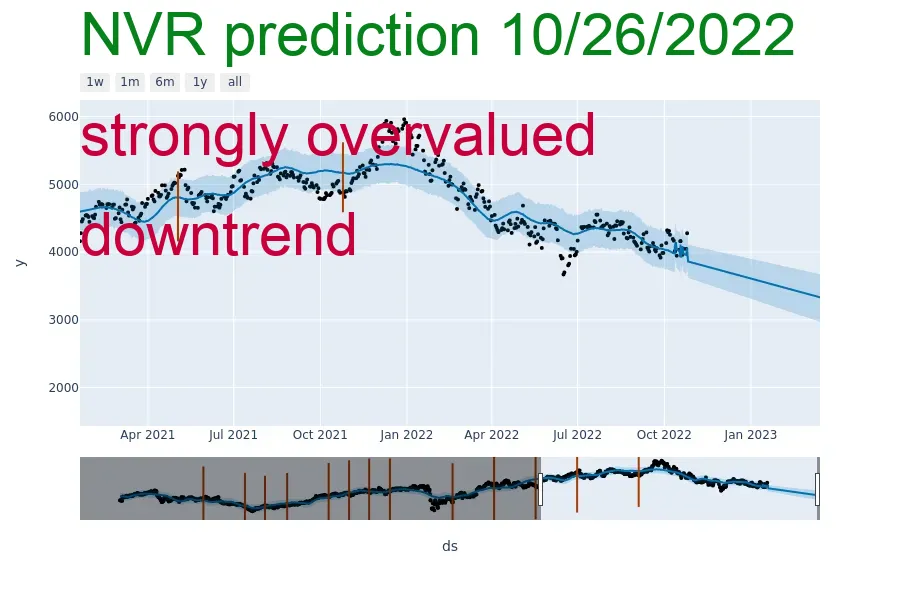 NVR prediction 10/26/2022
1w 1m 6m 1y all
strongly overvalued
downtrend
6000
5000
4000
3000
2000
y
Apr 2021 Jul 2021 Oct 2021 Jan 2022 Apr 2022 Jul 2022 Oct 2022 Jan 2023
ds